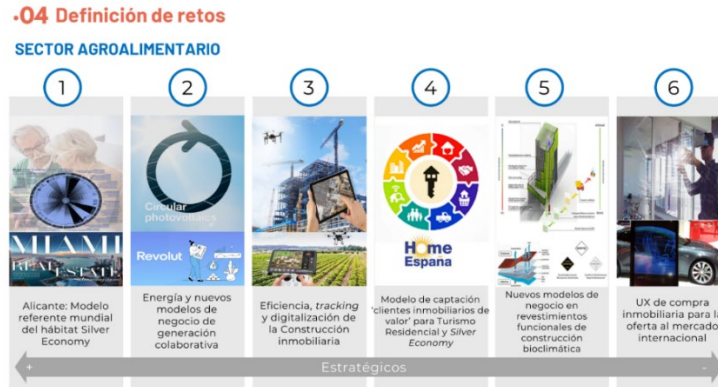 ·04 Definición de retos
SECTOR AGROALIMENTARIO
1
2
3
4
5
6
Circular
photovoltaics
MIAMI
REAL ESTATE
Revolut
Home
España
Alicante: Modelo
referente mundial
del hábitat Silver
Economy
Energía y nuevos
modelos de
negocio de
generación
colaborativa
Eficiencia, tracking
y digitalización de
la Construcción
inmobiliaria
Modelo de captación
'clientes inmobiliarios de
valor' para Turismo
Residencial y Silver
Economy
Nuevos modelos de
negocio en
revestimientos
funcionales de
construcción
bioclimática
UX de compra
inmobiliaria para la
oferta al mercado
internacional
+ Estratégicos -